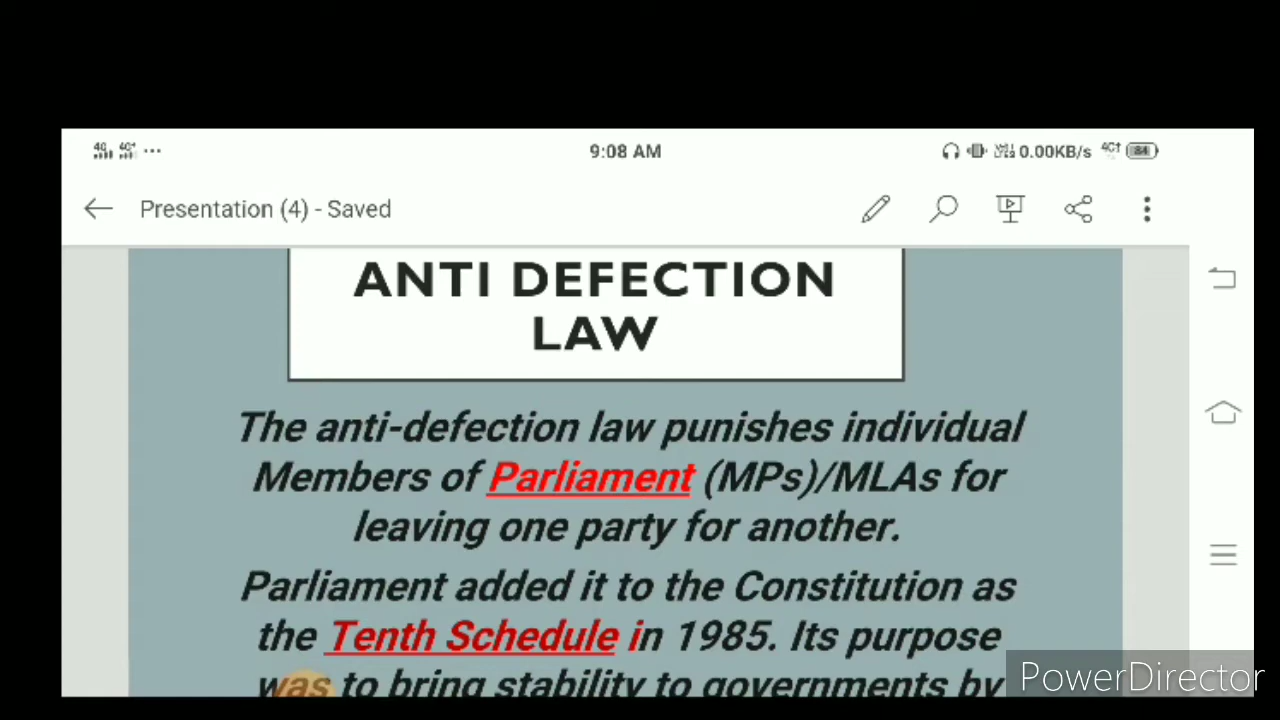 9:08 AM
0.00KB/s
84
Presentation (4) - Saved
ANTI DEFECTION
LAW
The anti-defection law punishes individual
Members of Parliament (MPs)/MLAs for
leaving one party for another.
Parliament added it to the Constitution as
the Tenth Schedule in 1985. Its purpose
was to bring stability to governments by
PowerDirector